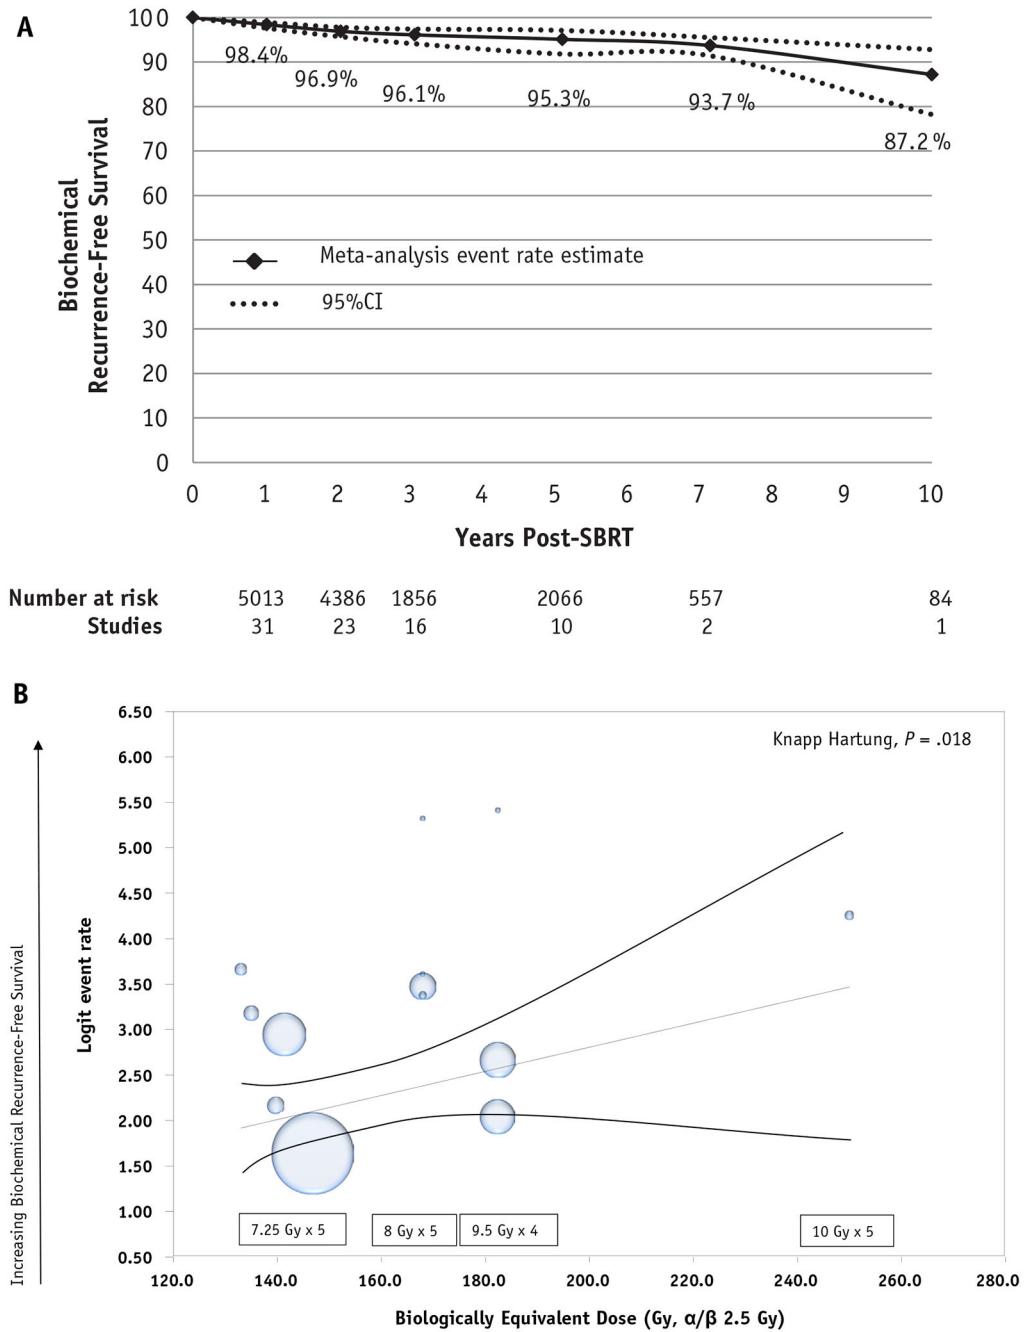 A
100
90
80
70
60
50
40
30
20
10
0
Biochemical
Recurrence-Free Survival
98.4%
96.9%
96.1%
95.3%
93.7%
87.2%
Meta-analysis event rate estimate
95%CI
0 1 2 3 4 5 6 7 8 9 10
Years Post-SBRT
Number at risk 5013 4386 1856 2066 557 84
Studies 31 23 16 10 2 1
B
Increasing Biochemical Recurrence-Free Survival
Logit event rate
6.50
6.00
5.50
5.00
4.50
4.00
3.50
3.00
2.50
2.00
1.50
1.00
0.50
Knapp Hartung, P = .018
7.25 Gy x 5
8 Gy x 5
9.5 Gy x 4
10 Gy x 5
120.0 140.0 160.0 180.0 200.0 220.0 240.0 260.0 280.0
Biologically Equivalent Dose (Gy, α/β 2.5 Gy)